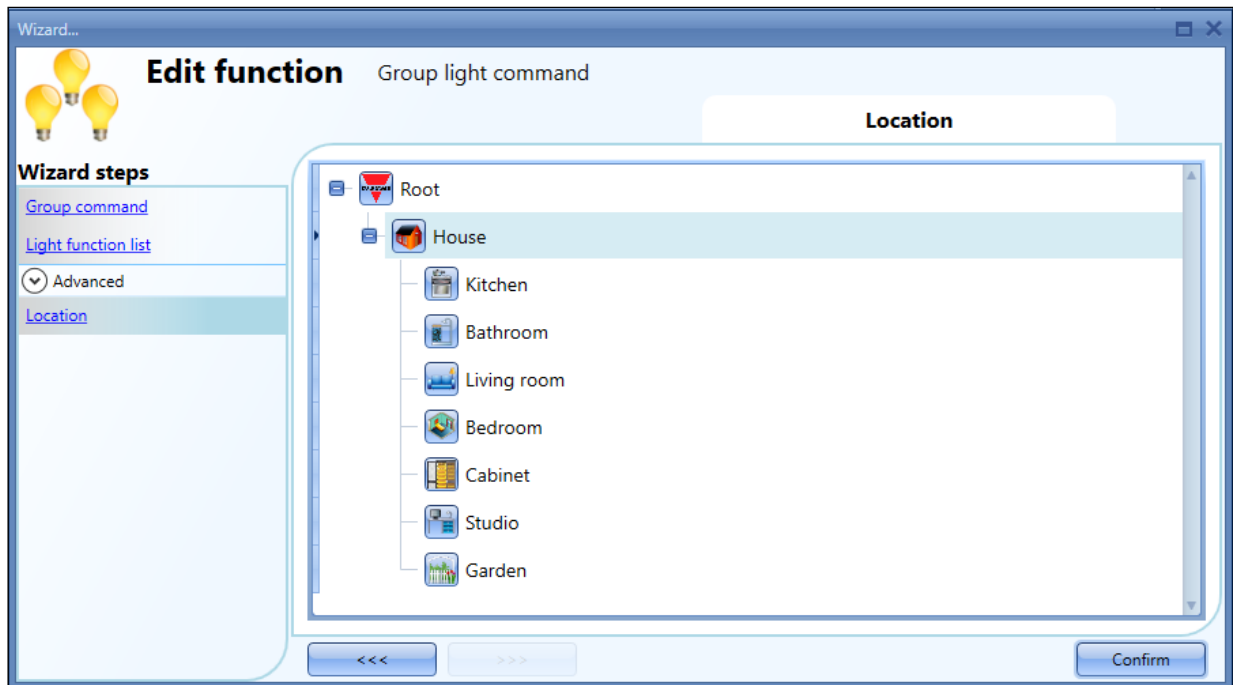 Wizard...
Edit function Group light command
Location
Wizard steps
Group command
Light function list
Advanced
Location
Root
House
Kitchen
Bathroom
Living room
Bedroom
Cabinet
Studio
Garden
<<< >>>
Confirm